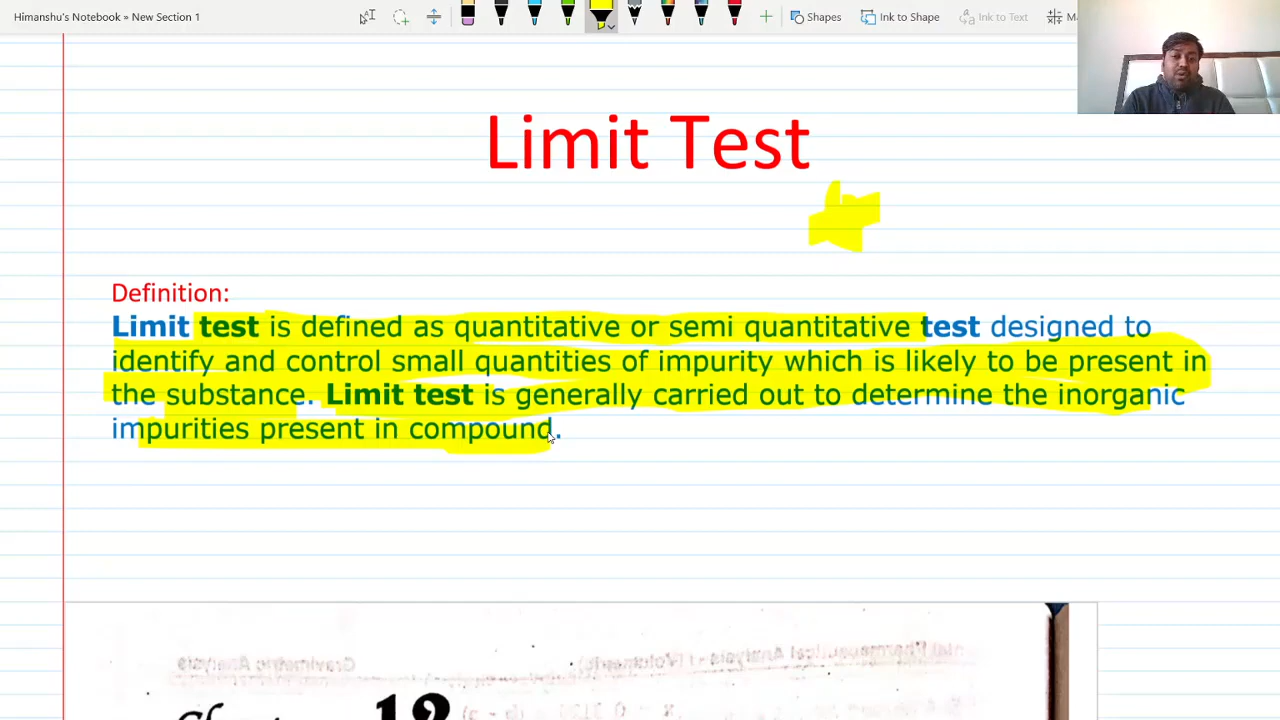 Himanshu's Notebook » New Section 1
Shapes
Ink to Shape
Ink to Text
Limit Test
Definition:
Limit test is defined as quantitative or semi quantitative test designed to
identify and control small quantities of impurity which is likely to be present in
the substance. Limit test is generally carried out to determine the inorganic
impurities present in compound.
12